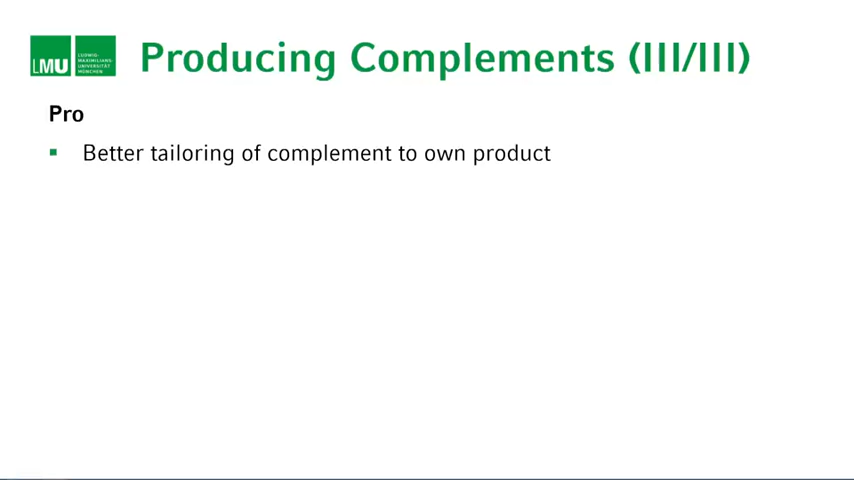 LMU
LUDWIG-
MAXIMILIANS-
UNIVERSITÄT
MÜNCHEN
Producing Complements (III/III)
Pro
▪ Better tailoring of complement to own product